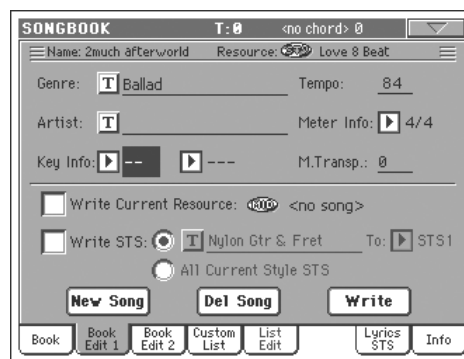 SONGBOOK T:0 <no chord> 0
Name: 2much afterworld Resource: Love 8 Beat
Genre: T Ballad Tempo: 84
Artist: T Meter Info: 4/4
Key Info: -- --- M.Transp.: 0
Write Current Resource: <no song>
Write STS: T Nylon Gtr & Fret To: STS1
All Current Style STS
New Song Del Song Write
Book Book Edit 1 Book Edit 2 Custom List List Edit Lyrics STS Info